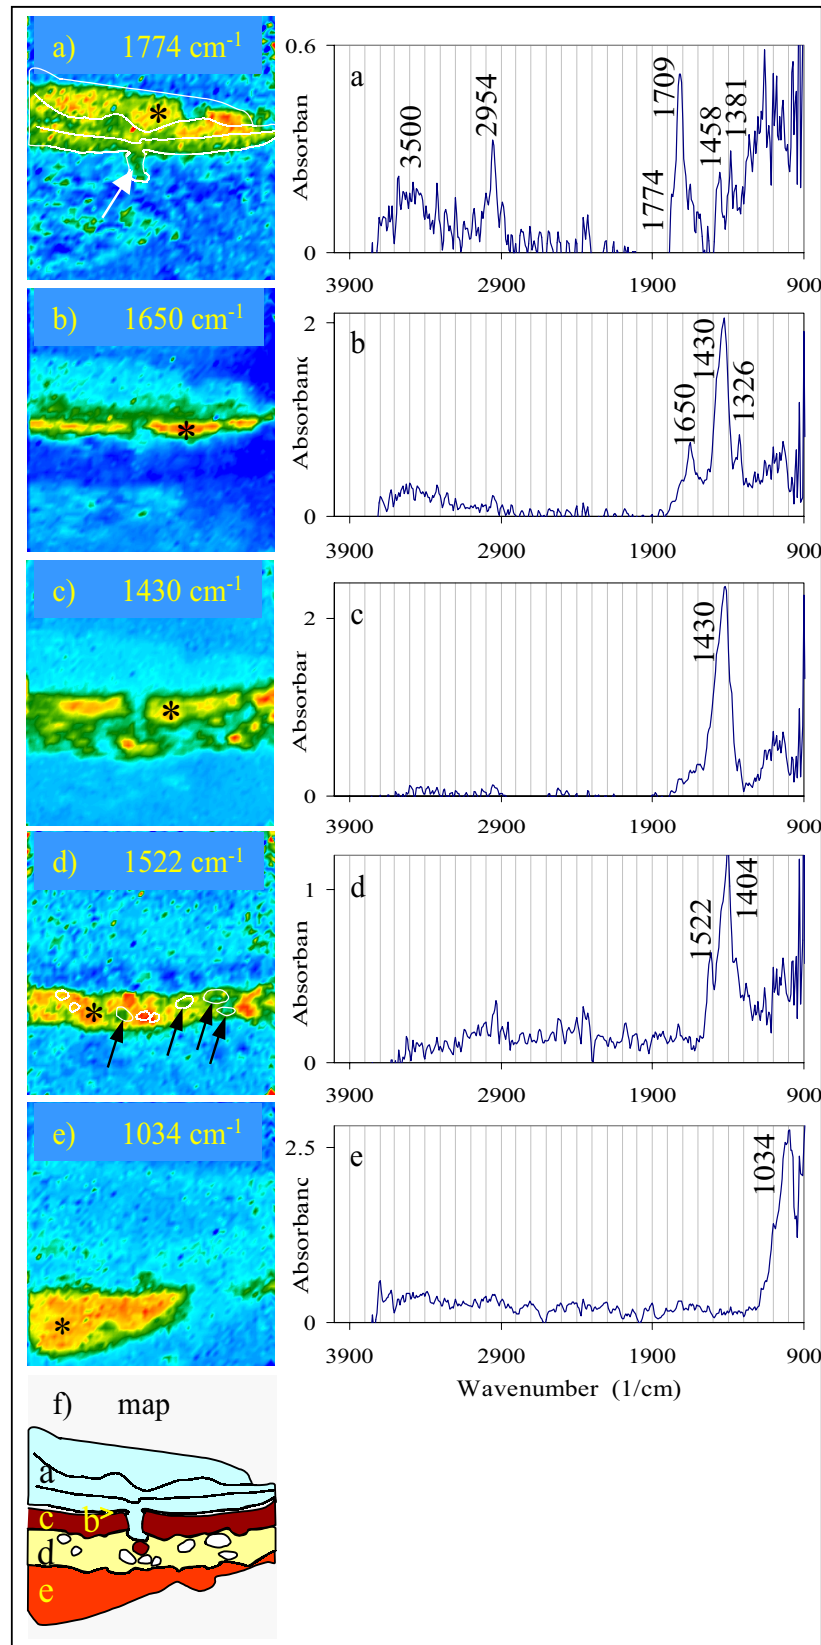 a) 1774 cm-1
*
a
Absorban
0.6
0
3500
2954
1774
1709
1458
1381
3900 2900 1900 900
b) 1650 cm-1
*
b
Absorbanc
2
0
1650
1430
1326
3900 2900 1900 900
c) 1430 cm-1
*
c
Absorbar
2
0
1430
3900 2900 1900 900
d) 1522 cm-1
*
d
Absorban
1
0
1522
1404
3900 2900 1900 900
e) 1034 cm-1
*
e
Absorbanc
2.5
0
1034
3900 2900 1900 900
Wavenumber (1/cm)
f) map
a
c b>
d
e